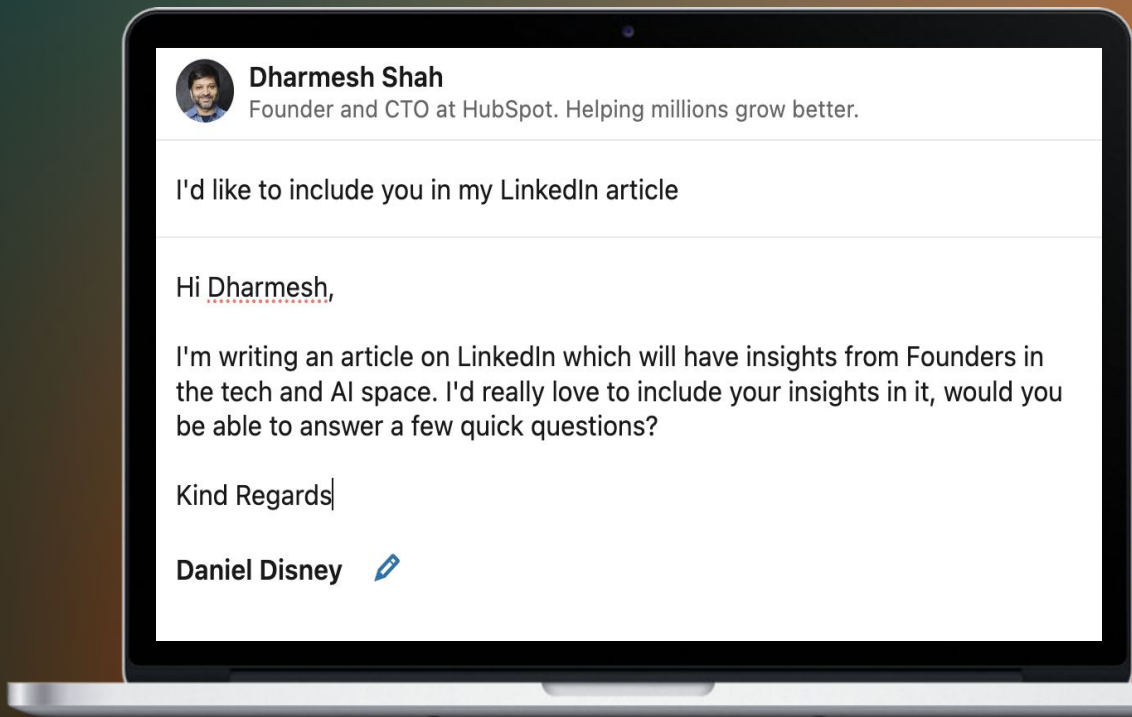 Dharmesh Shah
Founder and CTO at HubSpot. Helping millions grow better.
I'd like to include you in my LinkedIn article
Hi Dharmesh,
I'm writing an article on LinkedIn which will have insights from Founders in
the tech and AI space. I'd really love to include your insights in it, would you
be able to answer a few quick questions?
Kind Regards
Daniel Disney